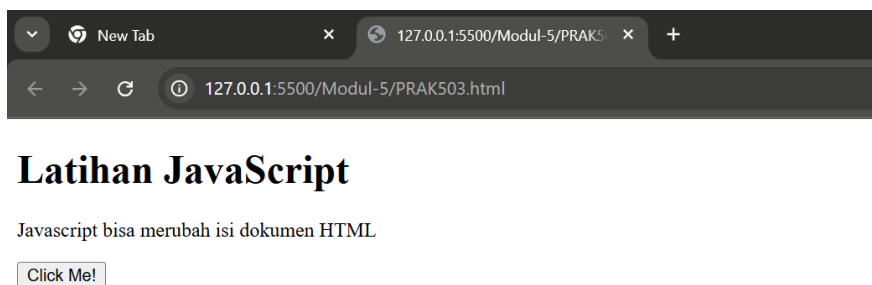 New Tab
127.0.0.1:5500/Modul-5/PRAK5
127.0.0.1:5500/Modul-5/PRAK503.html
Latihan JavaScript
Javascript bisa merubah isi dokumen HTML
Click Me!